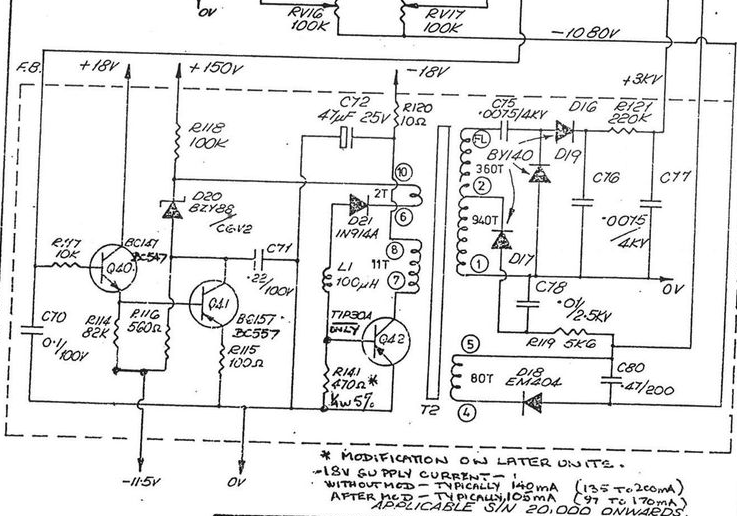 0V
RV16
100K
RV17
100K
-1080V
F.B.
+18V
+150V
-18V
+3KV
C72
47µF 25V
R120
10Ω
C75
.0075/4KV
D16
R121
220K
R118
100K
FL
BY140
D19
360T
C76
C77
10
2T
2
D20
BZY88
/C6V2
D21
1N914A
6
940T
.0075
/4KV
BC147
BC547
10K
Q40
C71
.22/100V
8
11T
7
D17
L1
100µH
1
0V
C78
.01/
2.5KV
Q41
BC157
BC557
TIP30A
ONLY
Q42
C70
0.1/
100V
R114
82K
R116
560Ω
R115
100Ω
R119 5K6
5
R141
470Ω *
¼W 5%
80T
D18
EM404
C80
.47/200
T2
4
-11.5V
0V
* MODIFICATION ON LATER UNITS.
-18V SUPPLY CURRENT-
WITHOUT MOD - TYPICALLY 140mA (135 TO 200mA)
AFTER MOD - TYPICALLY 105mA (97 TO 170mA)
APPLICABLE S/N 20,000 ONWARDS.